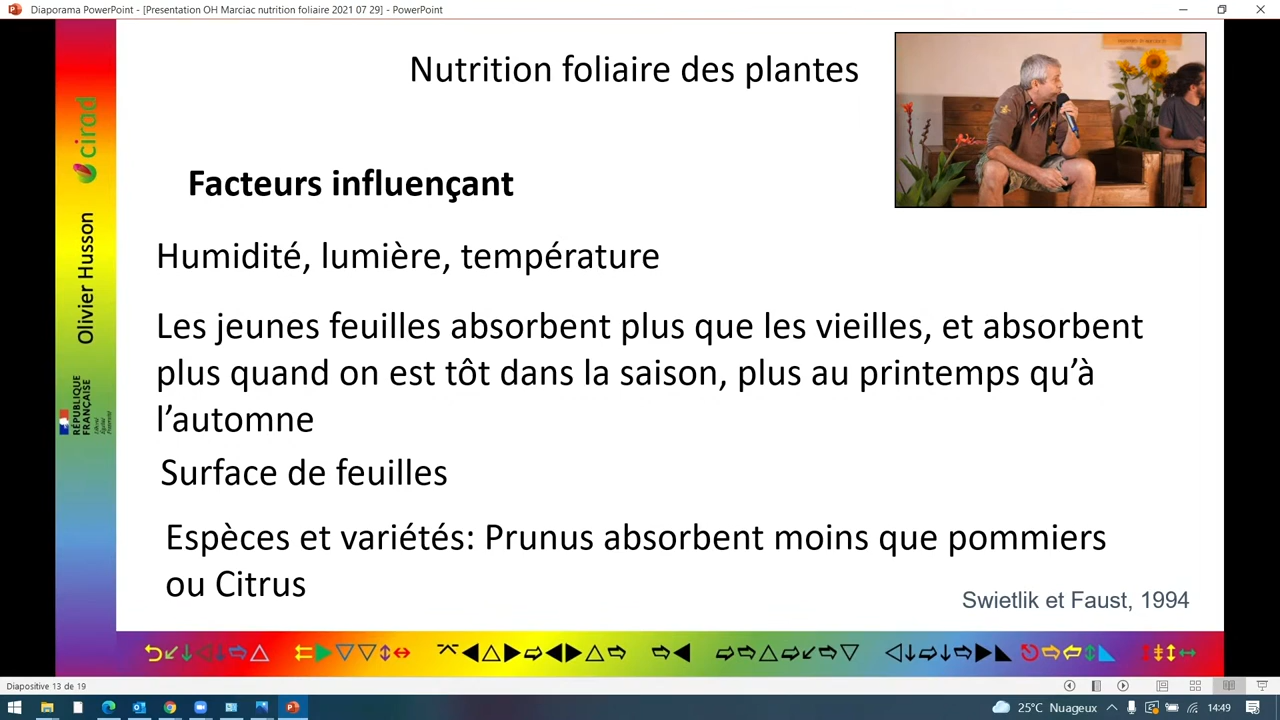 Diaporama PowerPoint - [Presentation OH Marciac nutrition foliaire 2021 07 29] - PowerPoint
Nutrition foliaire des plantes
cirad
Olivier Husson
RÉPUBLIQUE
FRANÇAISE
Facteurs influençant
Humidité, lumière, température
Les jeunes feuilles absorbent plus que les vieilles, et absorbent
plus quand on est tôt dans la saison, plus au printemps qu’à
l’automne
Surface de feuilles
Espèces et variétés: Prunus absorbent moins que pommiers
ou Citrus
Swietlik et Faust, 1994
Diapositive 13 de 19
25°C Nuageux
14:49